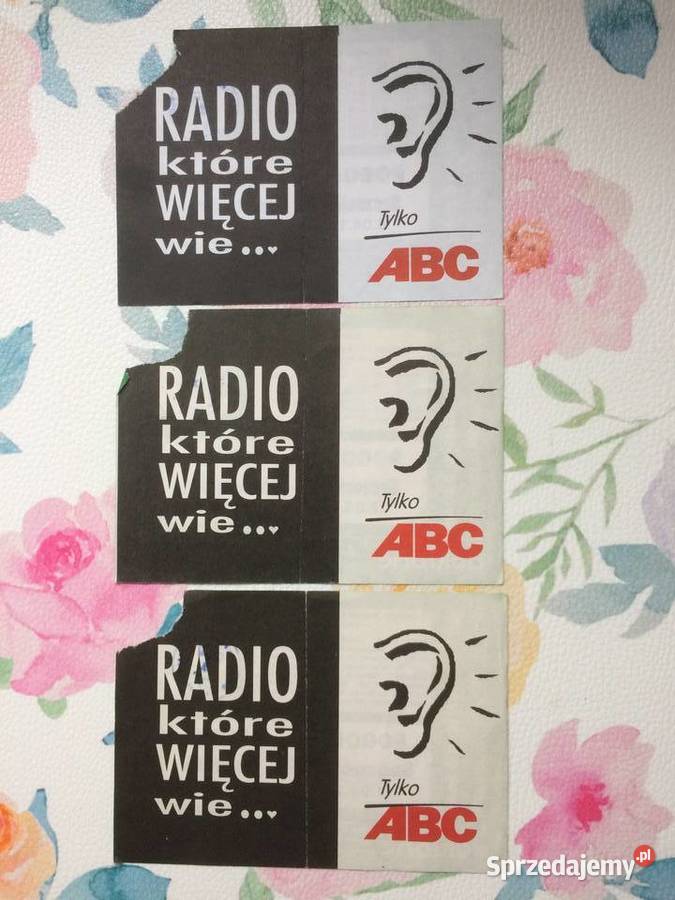 RADIO
które
WIĘCEJ
wie...
Tylko
ABC
RADIO
które
WIĘCEJ
wie...
Tylko
ABC
RADIO
które
WIĘCEJ
wie...
Tylko
ABC
Sprzedajemy.pl